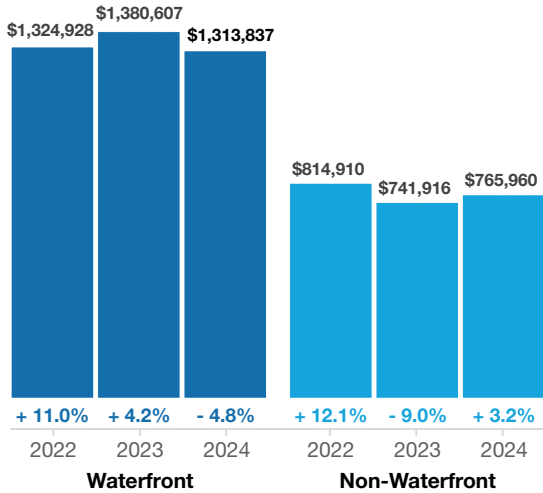 $1,324,928 $1,380,607 $1,313,837
$814,910 $741,916 $765,960
+ 11.0% + 4.2% - 4.8% + 12.1% - 9.0% + 3.2%
2022 2023 2024 2022 2023 2024
Waterfront Non-Waterfront